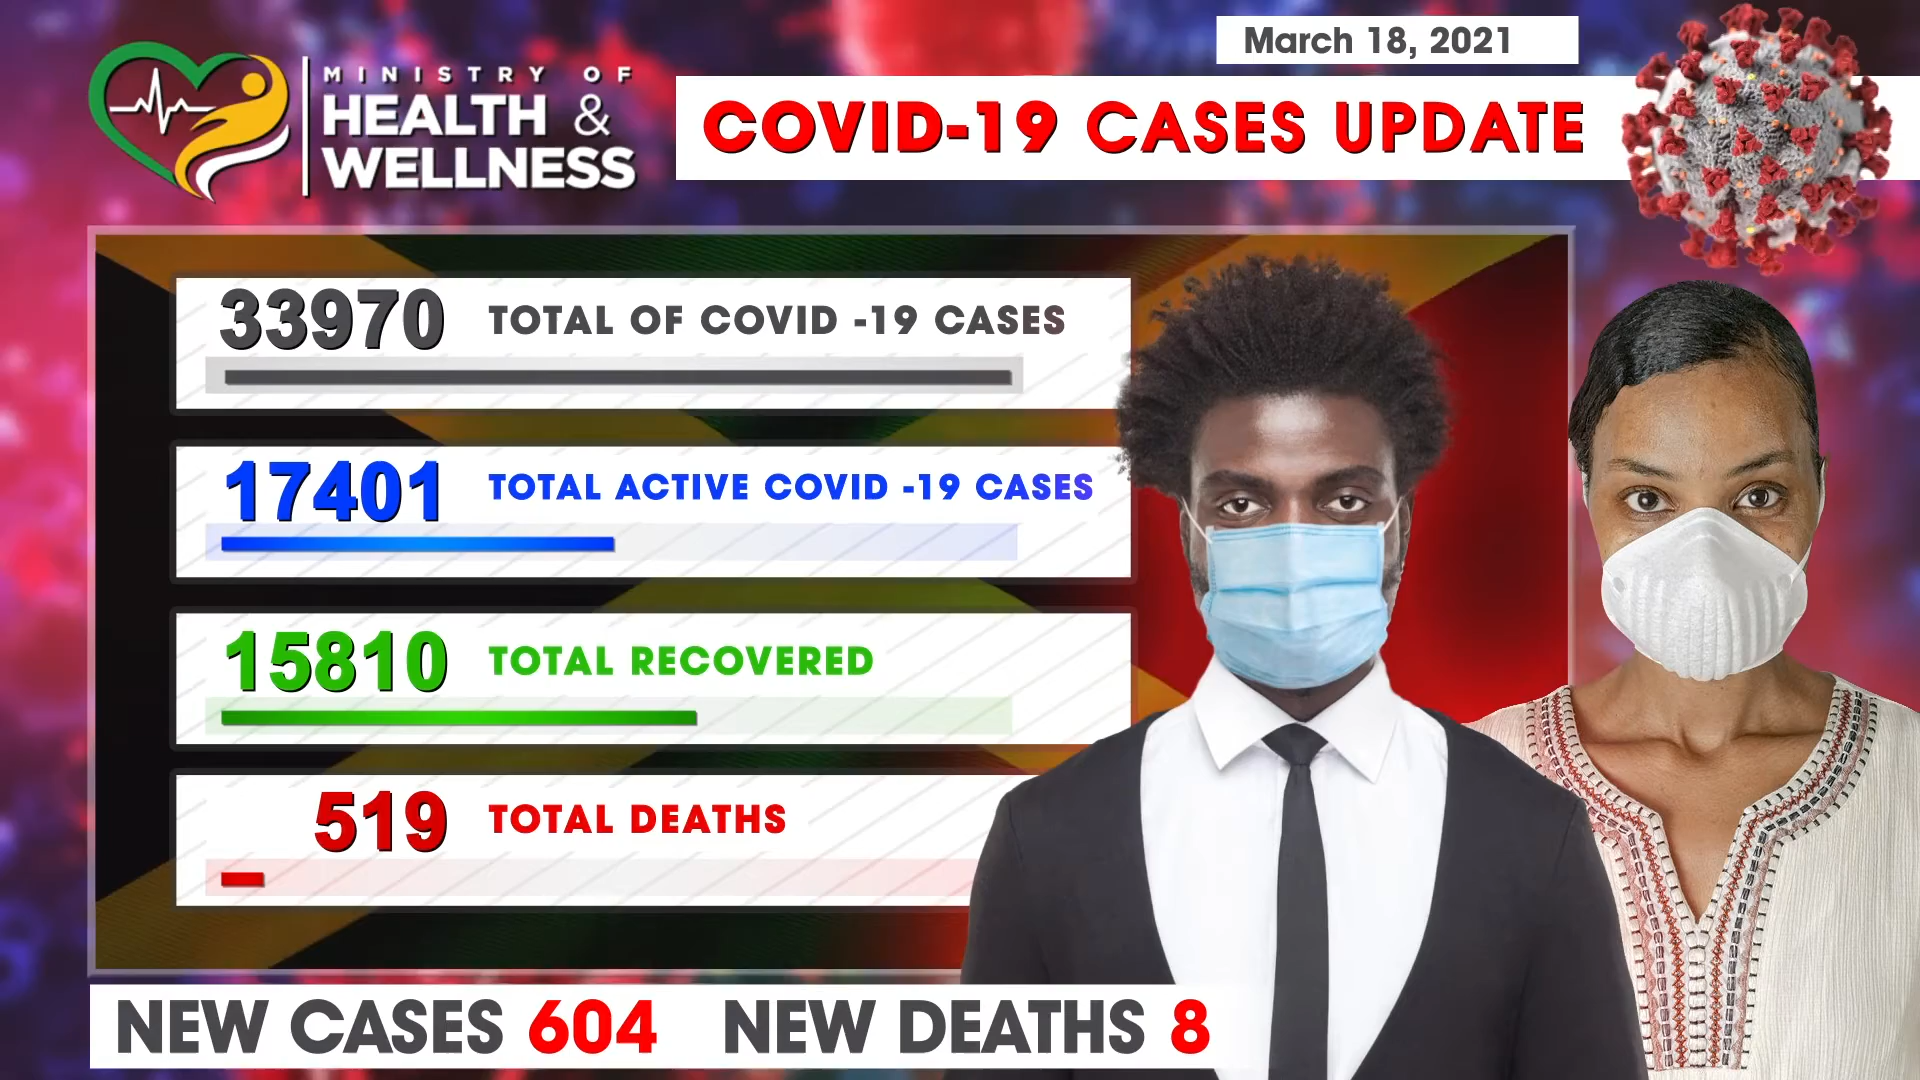 March 18, 2021
MINISTRY OF
HEALTH &
WELLNESS
COVID-19 CASES UPDATE
33970 TOTAL OF COVID -19 CASES
17401 TOTAL ACTIVE COVID -19 CASES
15810 TOTAL RECOVERED
519 TOTAL DEATHS
NEW CASES 604 NEW DEATHS 8